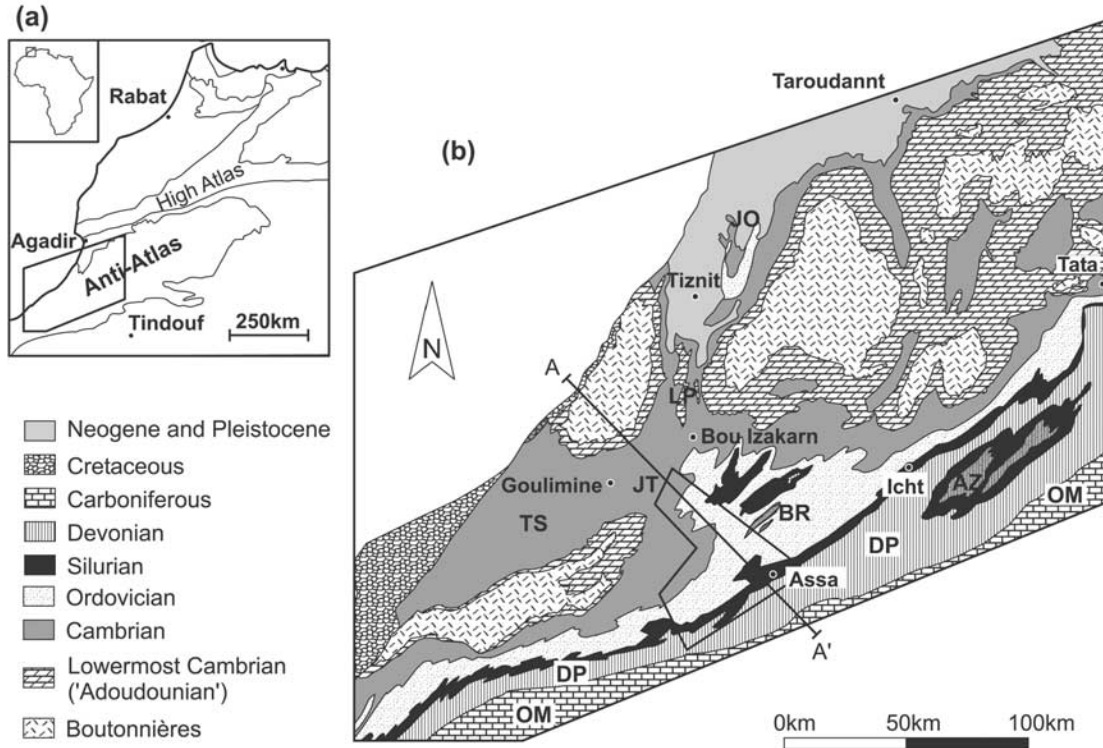 (a)
Rabat
High Atlas
Agadir
Anti-Atlas
Tindouf
250km
(b)
Taroudannt
JO
Tiznit
Tata
N
A
LP
Bou Izakarn
Goulimine
JT
Icht
AZ
TS
BR
OM
DP
Assa
A'
DP
OM
Neogene and Pleistocene
Cretaceous
Carboniferous
Devonian
Silurian
Ordovician
Cambrian
Lowermost Cambrian
('Adoudounian')
Boutonnières
0km 50km 100km